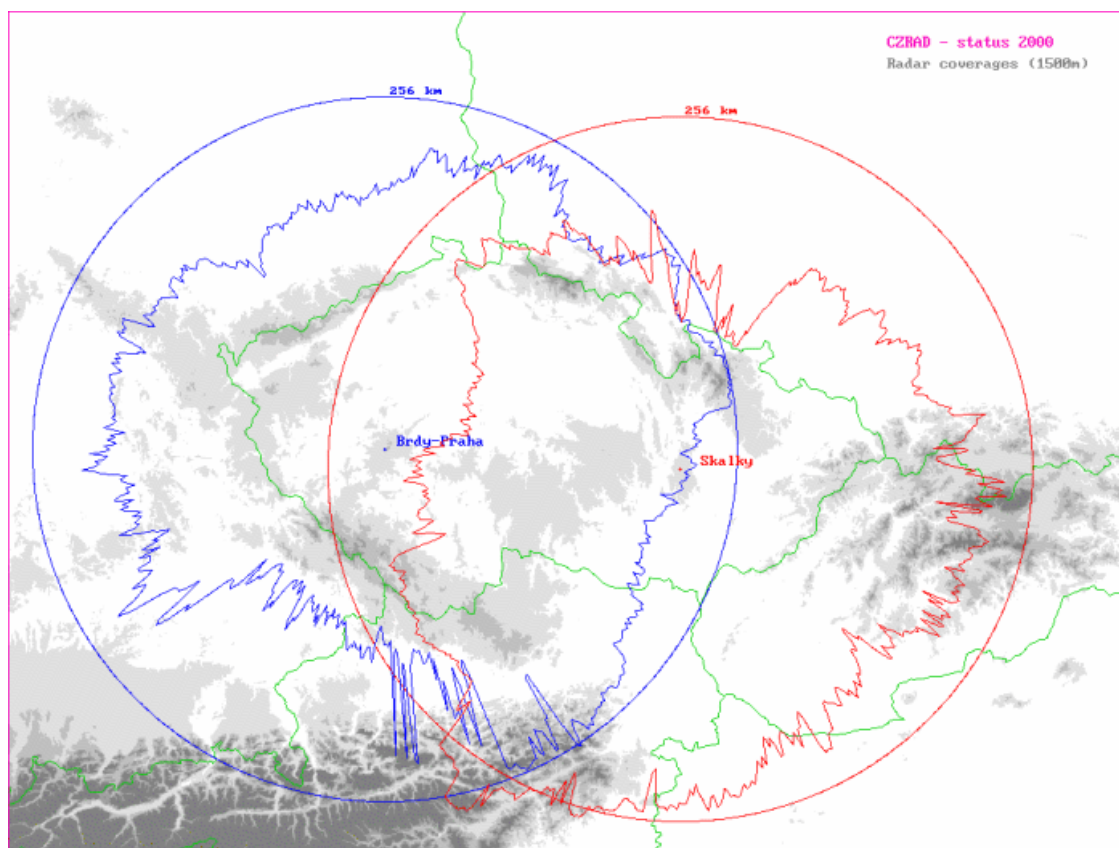 CZRAD - status 2000
Radar coverages (1500m)
256 km
256 km
Brdy-Praha
Skalky